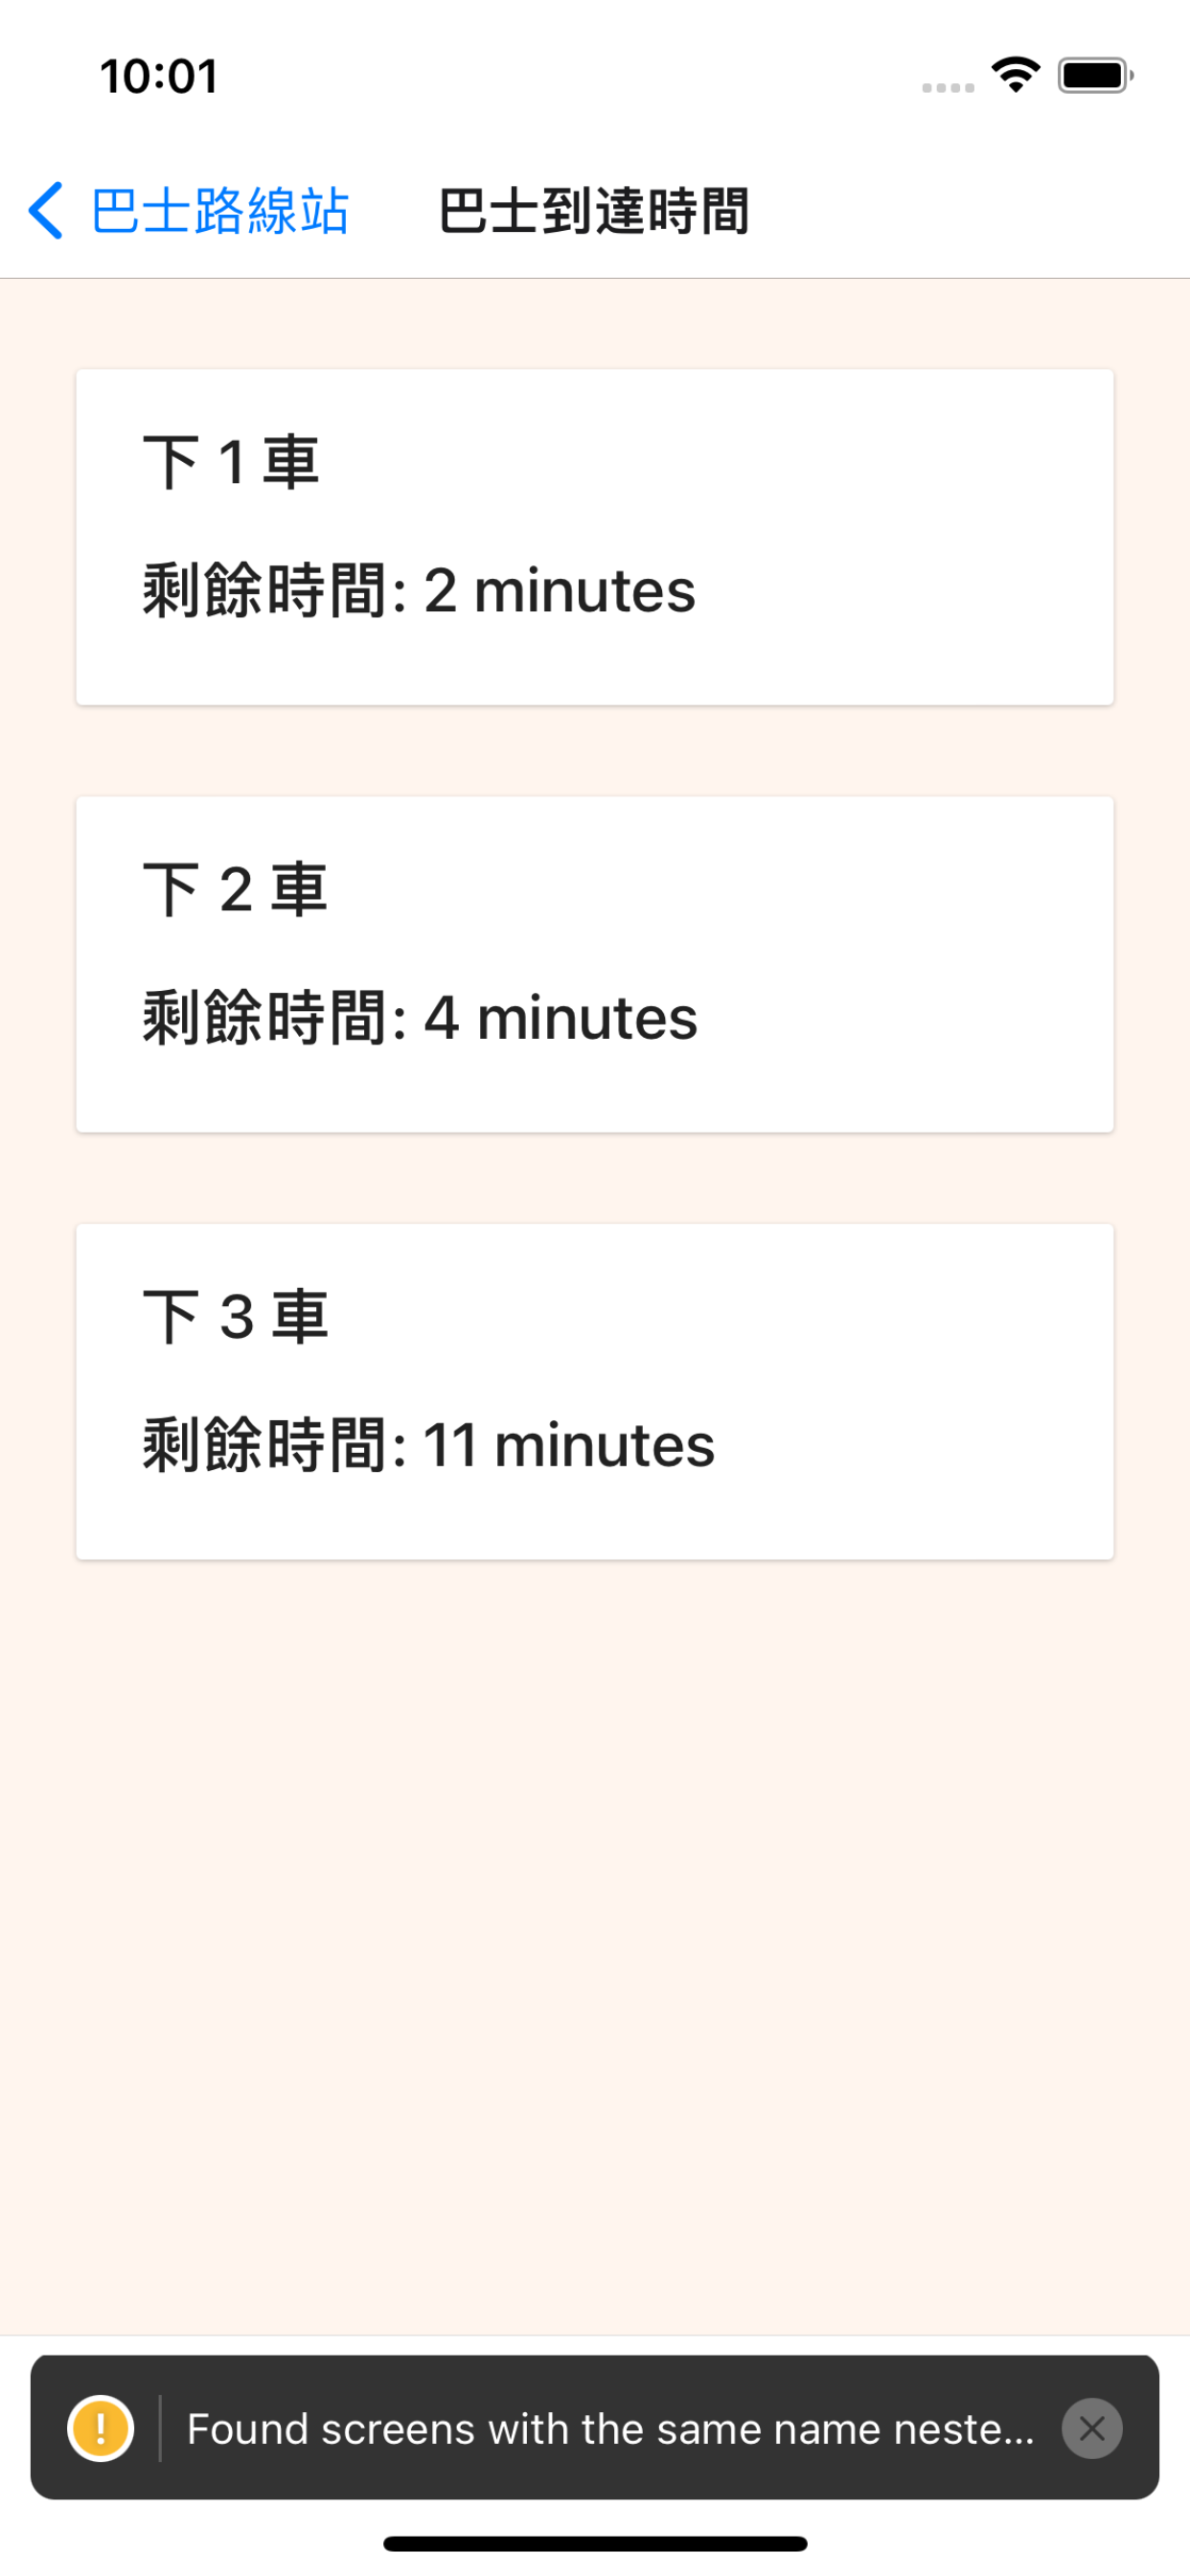 10:01
巴士路線站
巴士到達時間
下 1 車
剩餘時間: 2 minutes
下 2 車
剩餘時間: 4 minutes
下 3 車
剩餘時間: 11 minutes
Found screens with the same name neste...